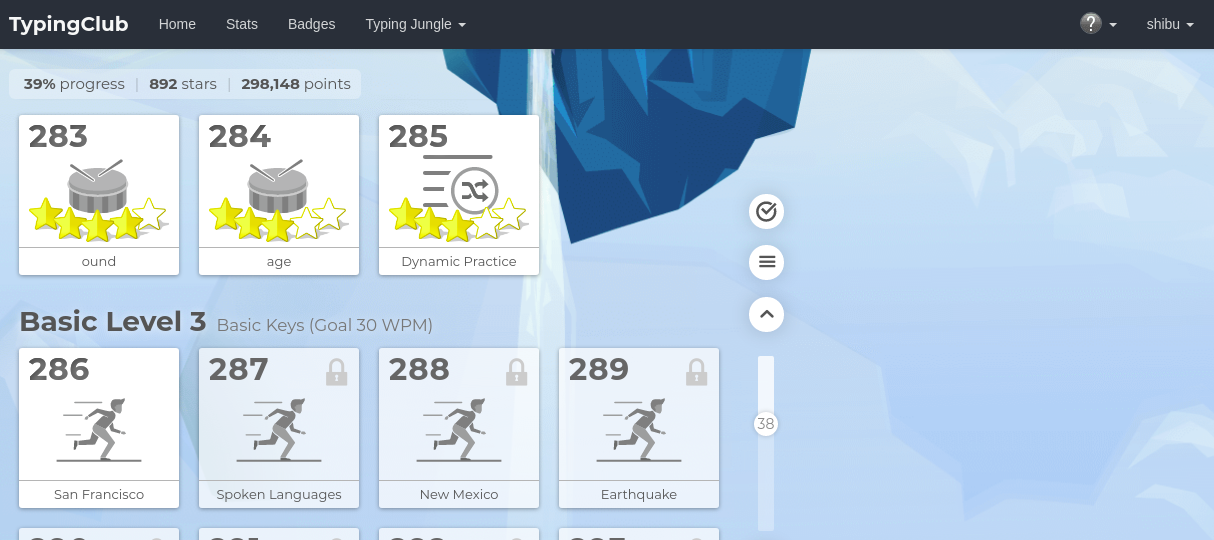 TypingClub Home Stats Badges Typing Jungle ? shibu
39% progress | 892 stars | 298,148 points
283 284 285
ound age Dynamic Practice
Basic Level 3 Basic Keys (Goal 30 WPM)
286 287 288 289
38
San Francisco Spoken Languages New Mexico Earthquake